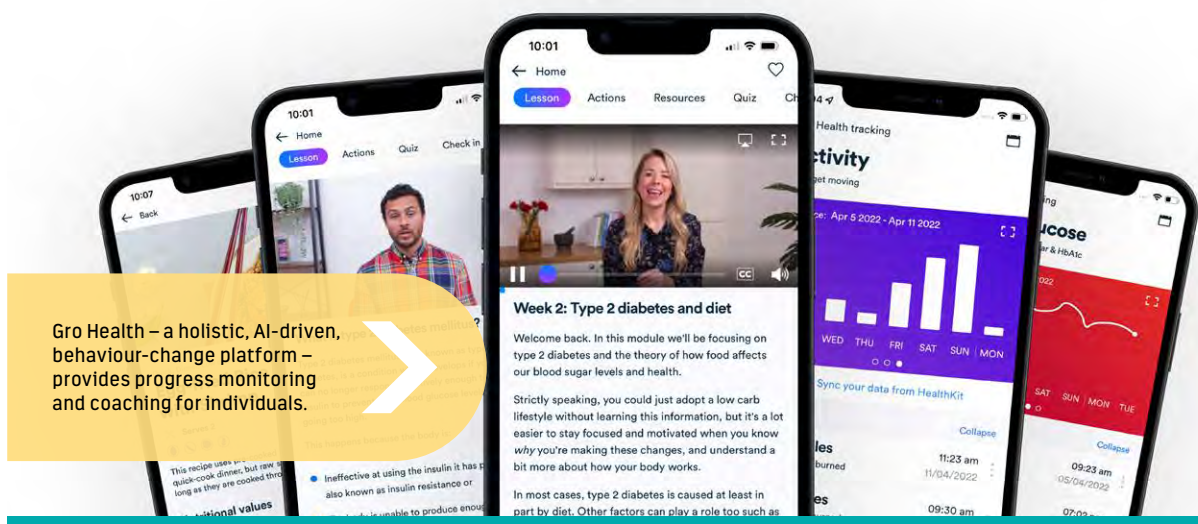 10:07
Back
This recipe uses
quick-cook dinner, but raw
long as they are cooked
values
10:01
Home
Lesson Actions Quiz Check in
Ineffective at using the insulin it has
also known as insulin resistance or
unable to produce
10:01
Home
Lesson Actions Resources Quiz
CC
Week 2: Type 2 diabetes and diet
Welcome back. In this module we'll be focusing on
type 2 diabetes and the theory of how food affects
our blood sugar levels and health.
Strictly speaking, you could just adopt a low carb
lifestyle without learning this information, but it's a lot
easier to stay focused and motivated when you know
why you're making these changes, and understand a
bit more about how your body works.
In most cases, type 2 diabetes is caused at least in
part by diet. Other factors can play a role too such as
Health tracking
ctivity
get moving
Apr 5 2022 - Apr 11 2022
WED THU FRI SAT SUN MON
Sync your data from HealthKit
Collapse
11:23 am
burned
11/04/2022
09:30 am
ucose
& HbA1c
2022
SAT SUN MON TUE
Collapse
09:23 am
05/04/2022
Gro Health – a holistic, AI-driven,
behaviour-change platform –
provides progress monitoring
and coaching for individuals.